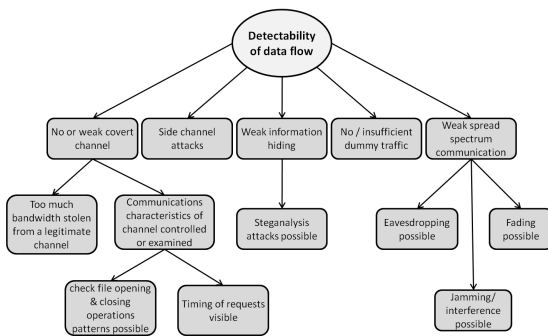 Detectability
of data flow
No or weak covert
channel
Side channel
attacks
Weak information
hiding
No / insufficient
dummy traffic
Weak spread
spectrum
communication
Too much
bandwidth stolen
from a legitimate
channel
Communications
characteristics of
channel controlled
or examined
Steganalysis
attacks possible
Eavesdropping
possible
Fading
possible
check file opening
& closing
operations
patterns possible
Timing of requests
visible
Jamming/
interference possible